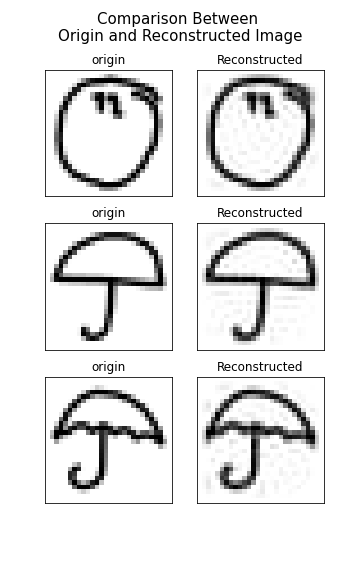 Comparison Between
Origin and Reconstructed Image
origin
Reconstructed
origin
Reconstructed
origin
Reconstructed